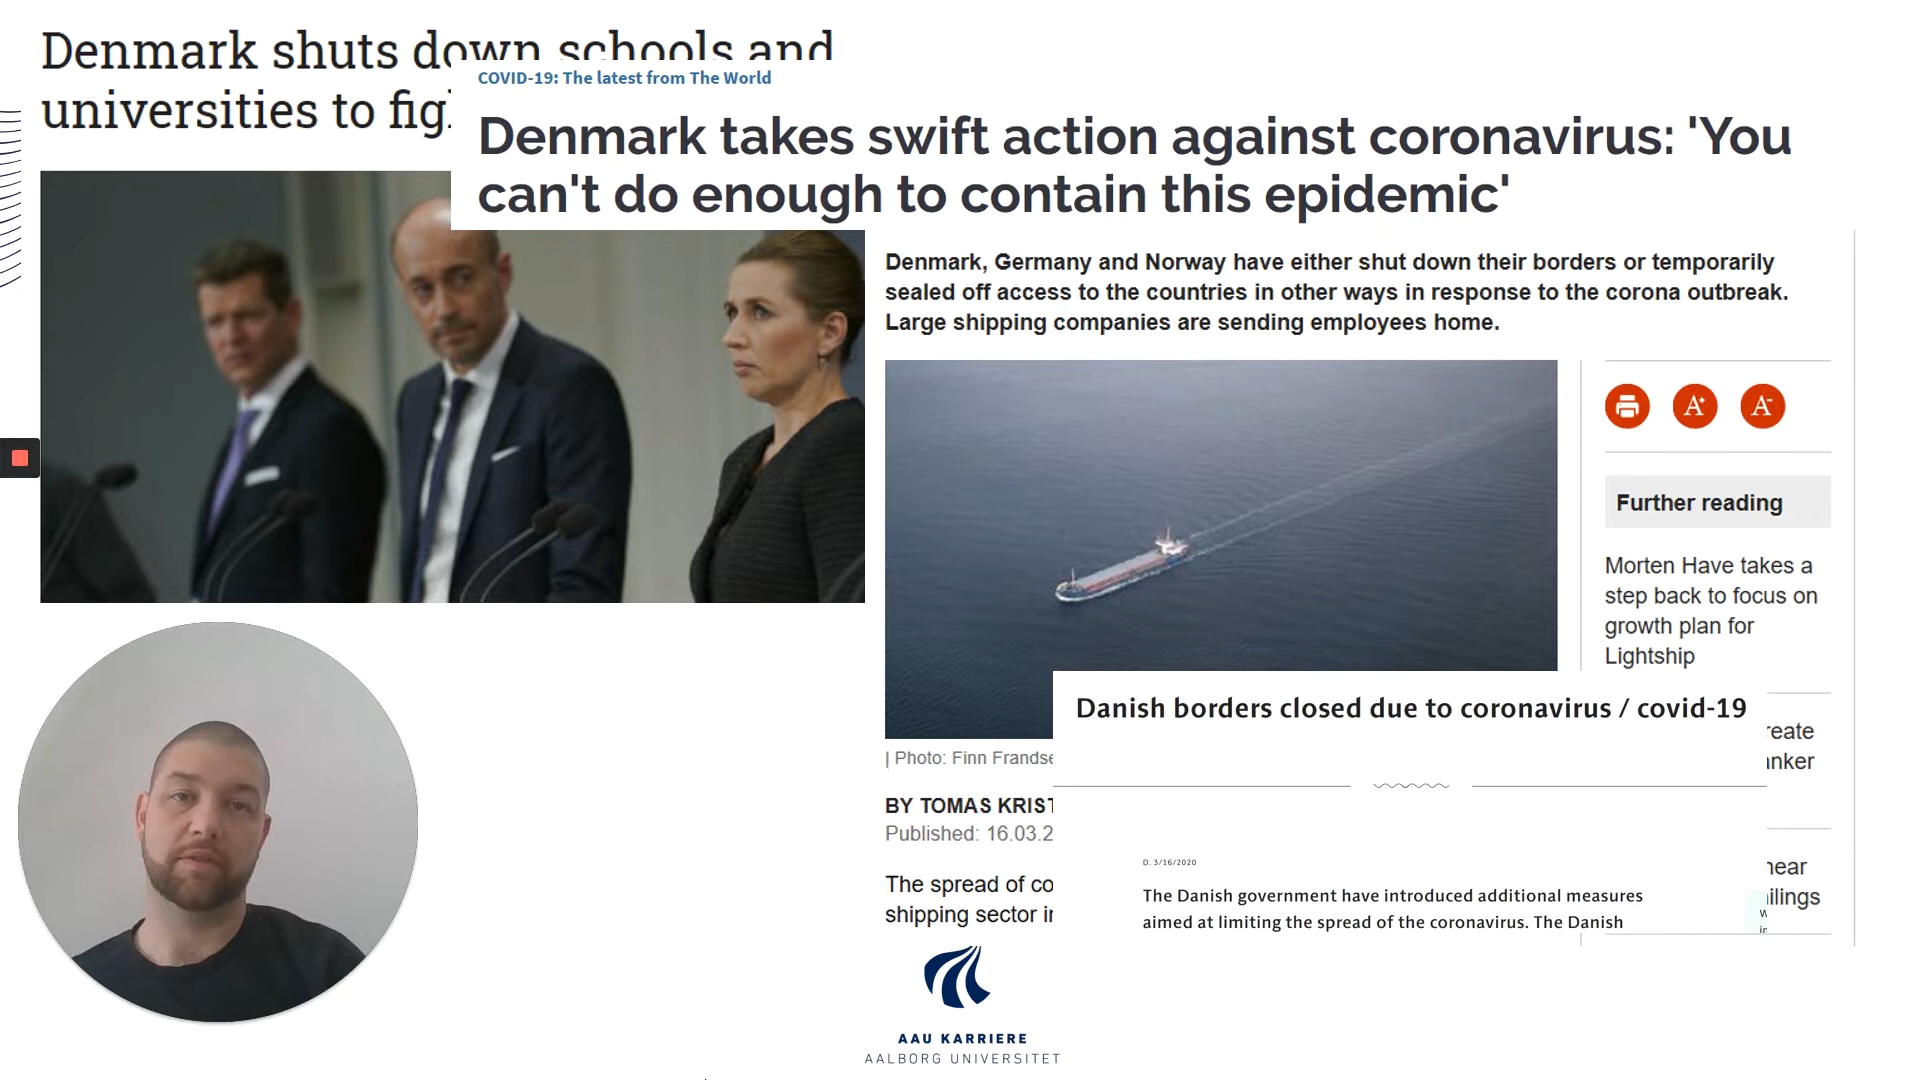 Denmark shuts down schools and
universities to
COVID-19: The latest from The World
Denmark takes swift action against coronavirus: 'You
can't do enough to contain this epidemic'
Denmark, Germany and Norway have either shut down their borders or temporarily
sealed off access to the countries in other ways in response to the corona outbreak.
Large shipping companies are sending employees home.
A+
A-
Further reading
Morten Have takes a
step back to focus on
growth plan for
Lightship
| Photo: Finn
BY TOMAS
Published: 16.03.2
The spread of co
shipping sector
Danish borders closed due to coronavirus / covid-19
D. 3/16/2020
The Danish government have introduced additional measures
aimed at limiting the spread of the coronavirus. The Danish
AAU KARRIERE
AALBORG UNIVERSITET